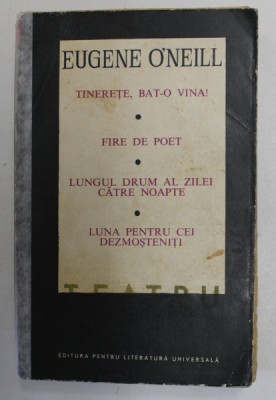 EUGENE O'NEILL
TINEREȚE, BAT-O VINA!
FIRE DE POET
LUNGUL DRUM AL ZILEI
CĂTRE NOAPTE
LUNA PENTRU CEI
DEZMOȘTENIȚI
TEATRU
EDITURA PENTRU LITERATURĂ UNIVERSALĂ